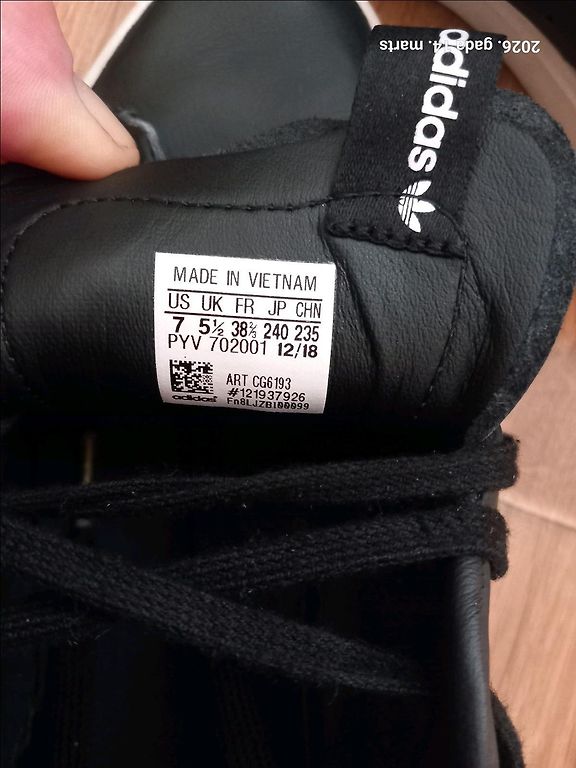 2026. gada 14. marts
adidas
MADE IN VIETNAM
US UK FR JP CHN
7 5½ 38⅔ 240 235
PYV 702001 12/18
ART CG6193
#121937926
adidas
En8LJZBI00099